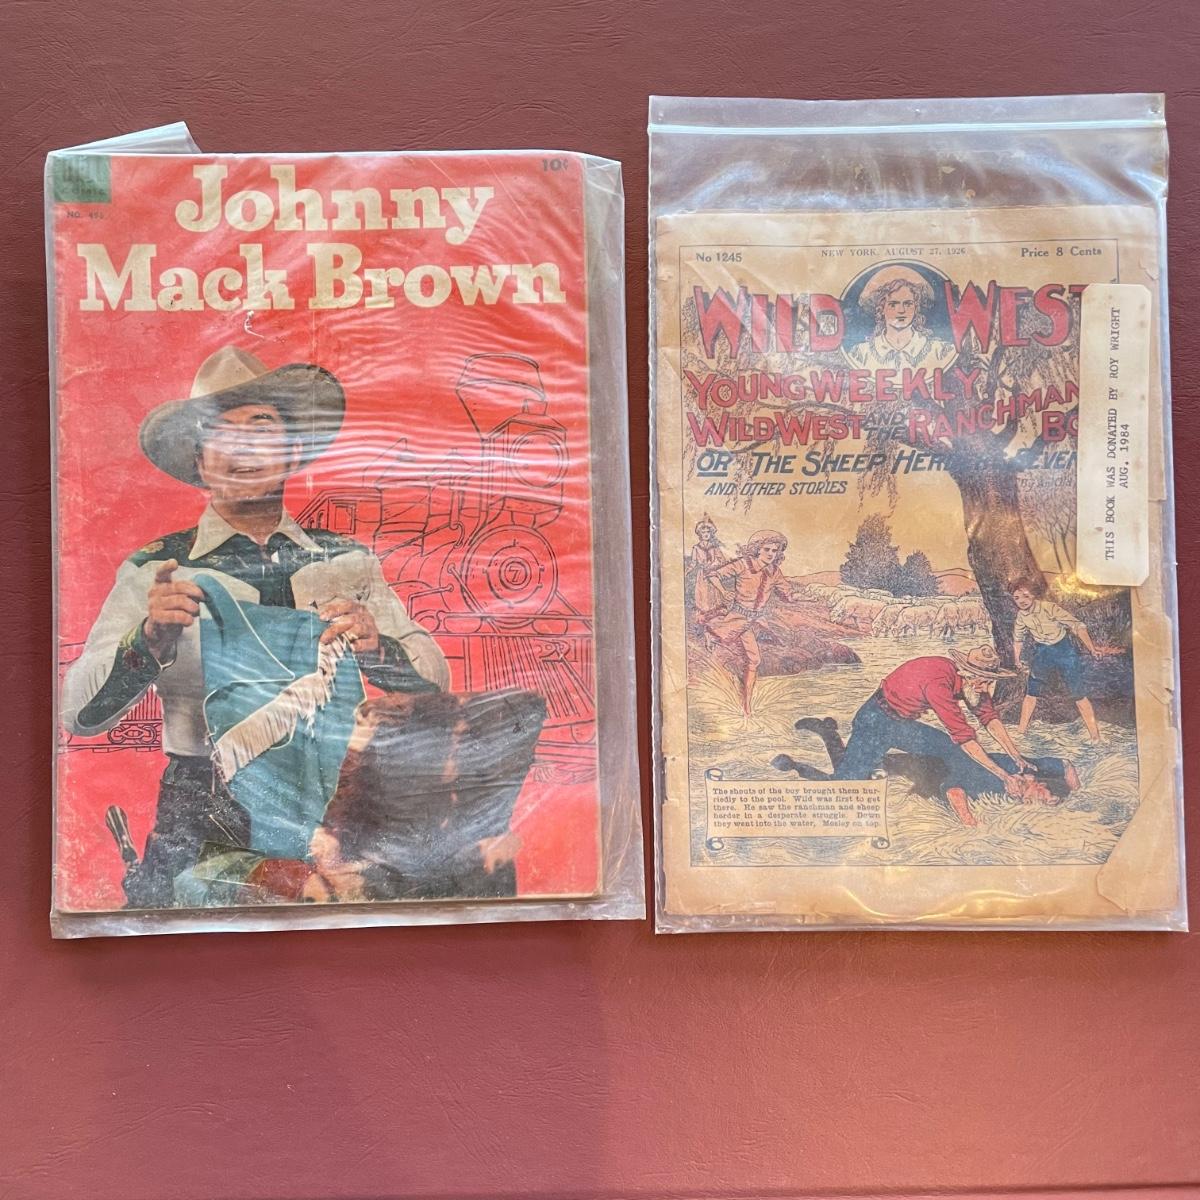 COMIC
NO. 493
10¢
Johnny
Mack Brown
7
No 1245
NEW YORK, AUGUST 27, 1926
Price 8 Cents
WILD WEST
WEEKLY
YOUNG WILD WEST AND THE RANCHMAN'S
OR THE SHEEP
AND OTHER STORIES
The shouts of the boy brought them hur-
riedly to the pool. Wild was first to get
there. He saw the ranchman and sheep
herder in a desperate struggle. Down
they went into the water, Mosley on top.
THIS BOOK WAS DONATED BY ROY WRIGHT
AUG. 1984